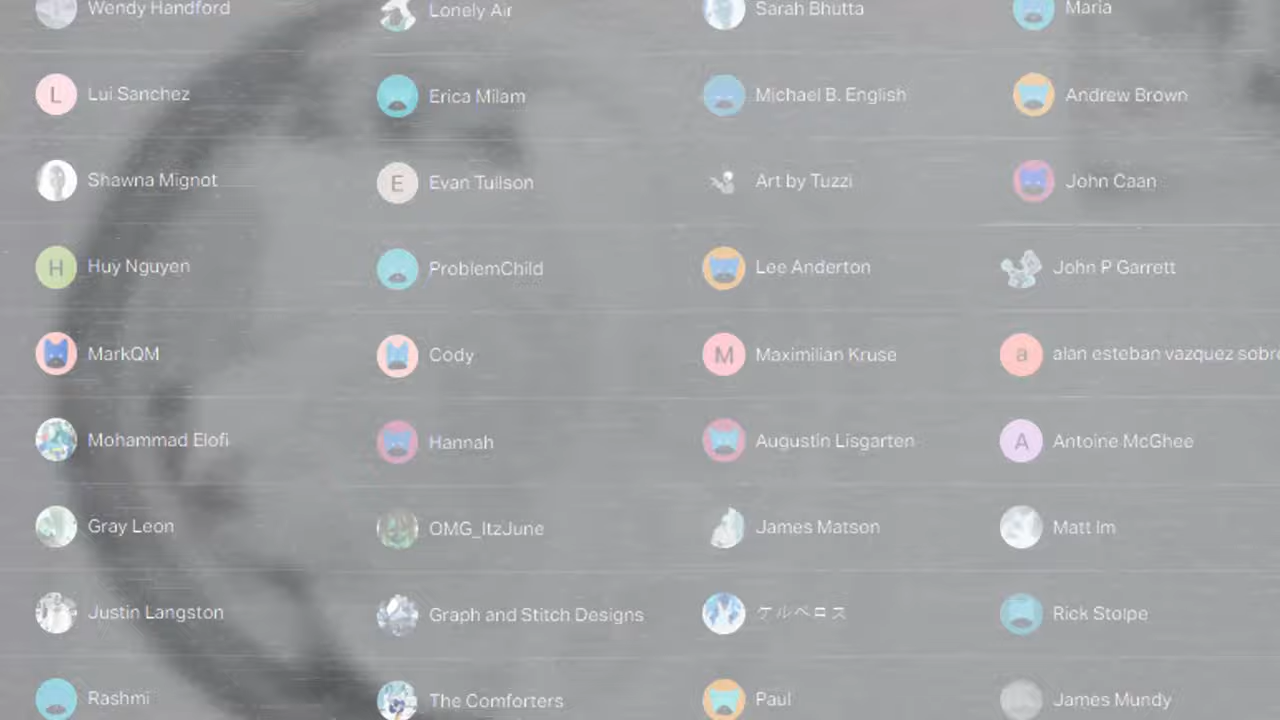 Wendy Handford
Lonely Air
Sarah Bhutta
Maria
L
Lui Sanchez
Erica Milam
Michael B. English
Andrew Brown
Shawna Mignot
E
Evan Tullson
Art by Tuzzi
John Caan
H
Huy Nguyen
ProblemChild
Lee Anderton
John P Garrett
MarkQM
Cody
M
Maximilian Kruse
a
alan esteban vazquez sobre
Mohammad Elofi
Hannah
Augustin Lisgarten
A
Antoine McGhee
Gray Leon
OMG_ItzJune
James Matson
Matt Im
Justin Langston
Graph and Stitch Designs
ケルベロス
Rick Stolpe
Rashmi
The Comforters
Paul
James Mundy